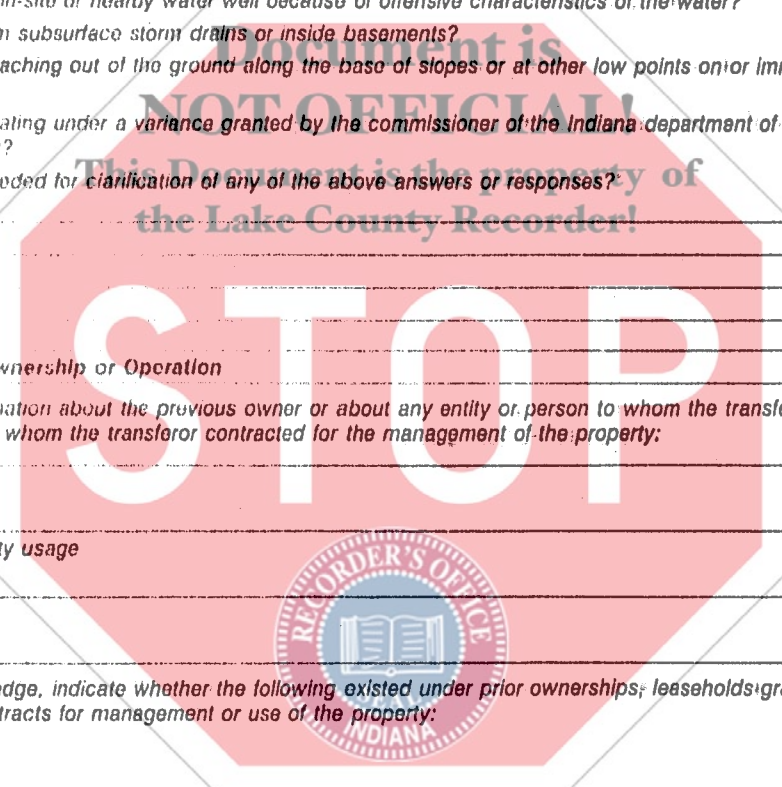 on-site or nearby water well because of offensive characteristics of the water?
m subsurface storm drains or inside basements?
Document is
aching out of the ground along the base of slopes or at other low points on or imm
NOT OFFICIAL!
ating under a variance granted by the commissioner of the Indiana department of
?
This Document is the property of
eded for clarification of any of the above answers or responses?
the Lake County Recorder!
STOP
wnership or Operation
nation about the previous owner or about any entity or person to whom the transfe
whom the transferor contracted for the management of the property:
ty usage
RECORDER'S OFFICE
SEAL
INDIANA
edge, indicate whether the following existed under prior ownerships, leaseholds gra
tracts for management or use of the property: